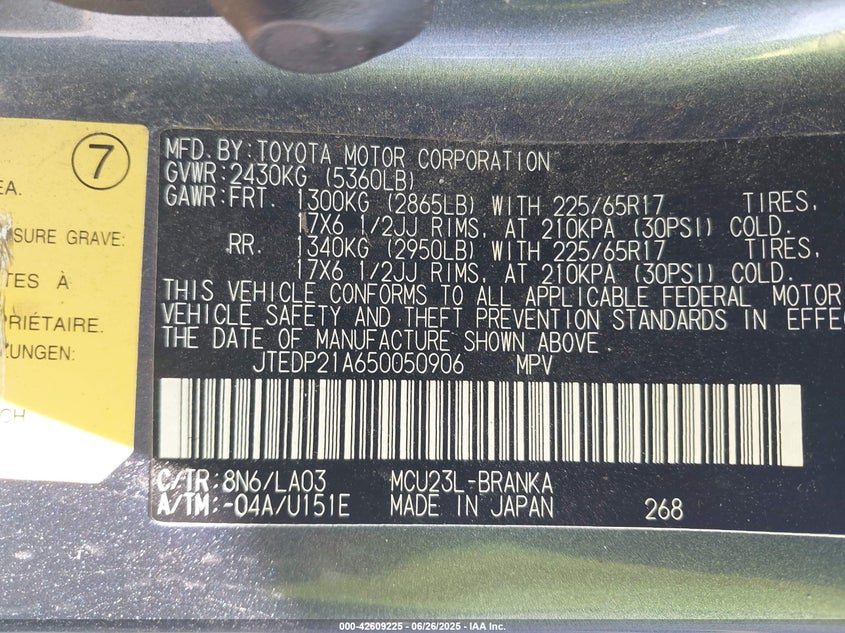 7
EA.
SURE GRAVE:
TES À
PRIÉTAIRE.
ZUNGEN:
CH
MFD. BY: TOYOTA MOTOR CORPORATION
GVWR: 2430KG (5360LB)
GAWR: FRT. 1300KG (2865LB) WITH 225/65R17 TIRES,
17X6 1/2JJ RIMS, AT 210KPA (30PSI) COLD.
RR. 1340KG (2950LB) WITH 225/65R17 TIRES,
17X6 1/2JJ RIMS, AT 210KPA (30PSI) COLD.
THIS VEHICLE CONFORMS TO ALL APPLICABLE FEDERAL MOTOR
VEHICLE SAFETY AND THEFT PREVENTION STANDARDS IN EFFE
THE DATE OF MANUFACTURE SHOWN ABOVE.
JTEDP21A650050906 MPV
C/TR: 8N6/LA03 MCU23L-BRANKA
A/TM: -04A/U151E MADE IN JAPAN 268
000-42609225 - 06/26/2025 - IAA Inc.